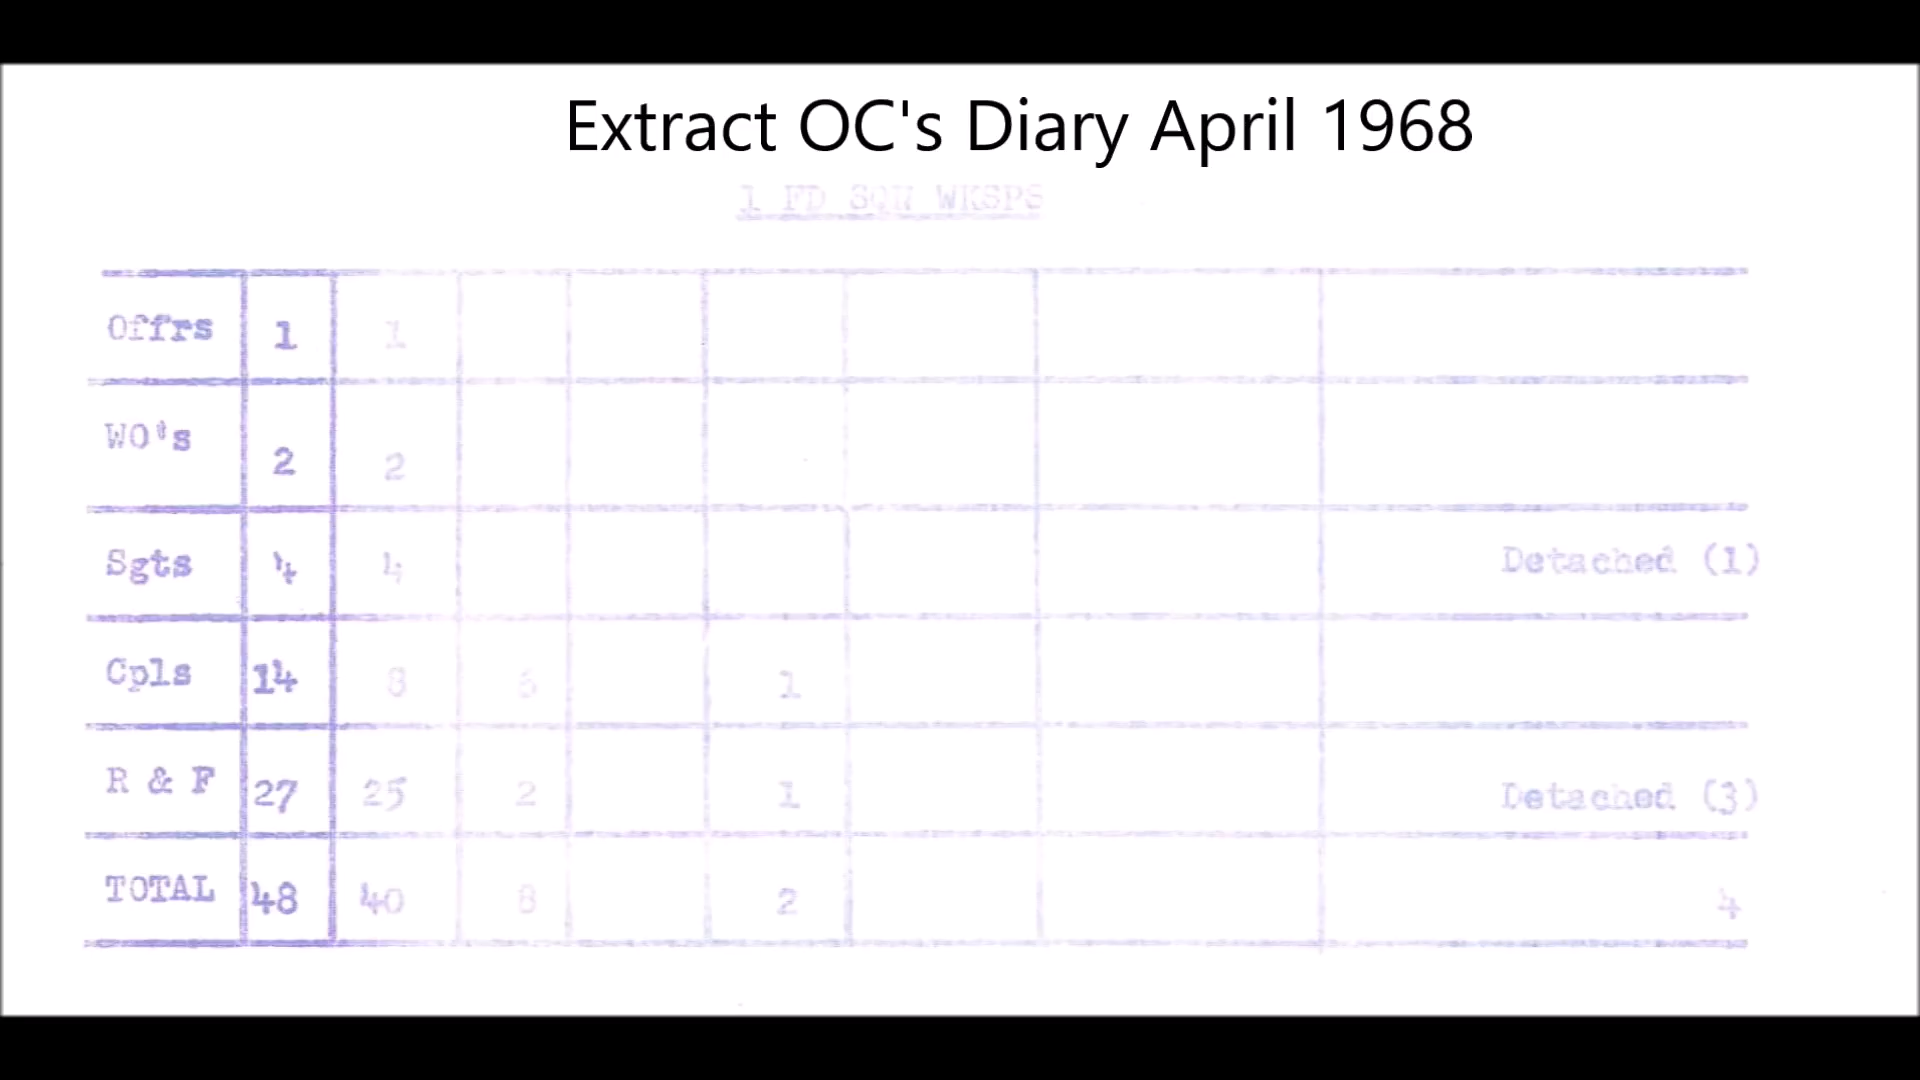 Extract OC's Diary April 1968
1 FD SQN WKSPS
Offrs 1 1
WO's 2 2
Sgts 4 4 Detached (1)
Cpls 14 8 6 1
R & F 27 25 2 1 Detached (3)
TOTAL 48 40 8 2 4